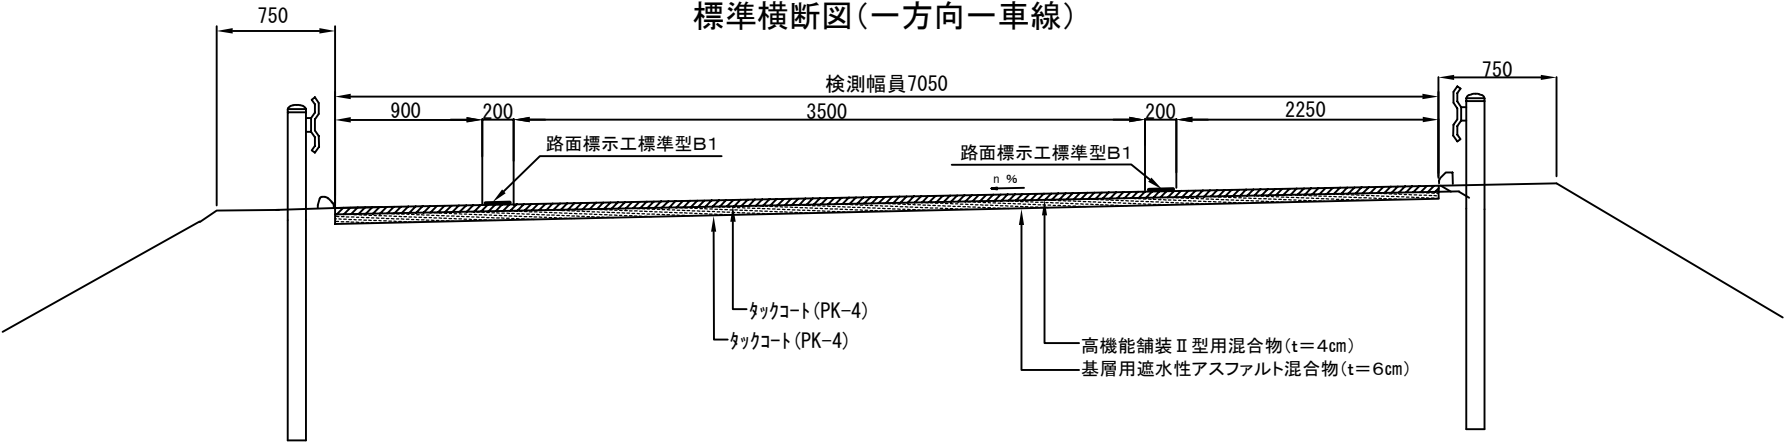 標準横断図(一方向一車線)
750
750
検測幅員7050
900
200
3500
200
2250
路面標示工標準型B1
路面標示工標準型B1
n %
タックコート(PK-4)
タックコート(PK-4)
高機能舗装Ⅱ型用混合物(t=4cm)
基層用遮水性アスファルト混合物(t=6cm)